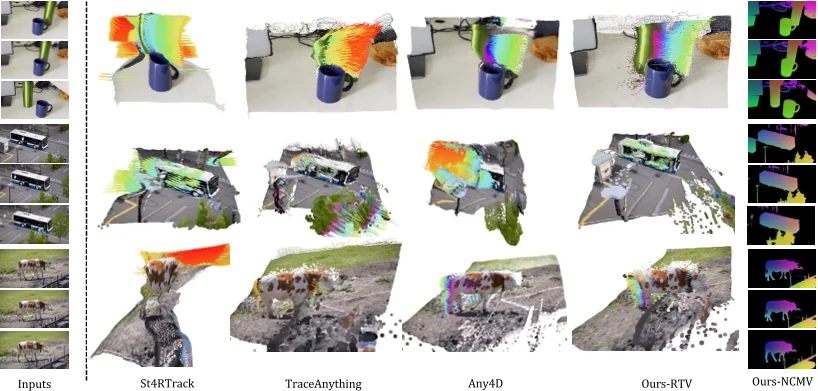 Inputs
St4RTrack
TraceAnything
Any4D
Ours-RTV
Ours-NCMV